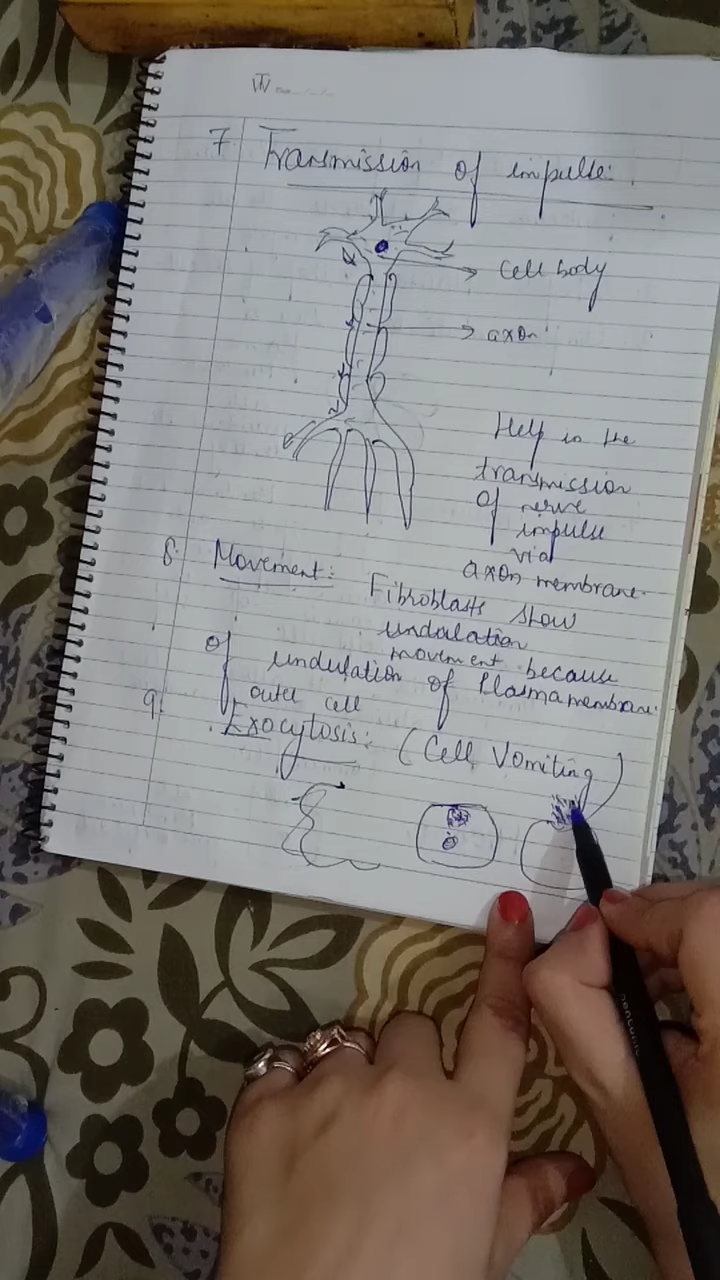 7 Transmission of impulse:
Cell body
axon
Help in the
transmission
of nerve
impulse
via
axon membrane.
8. Movement: Fibroblasts show
undulation
movement because
of undulation of Plasma membrane.
outer cell
9. Exocytosis: (Cell Vomiting)